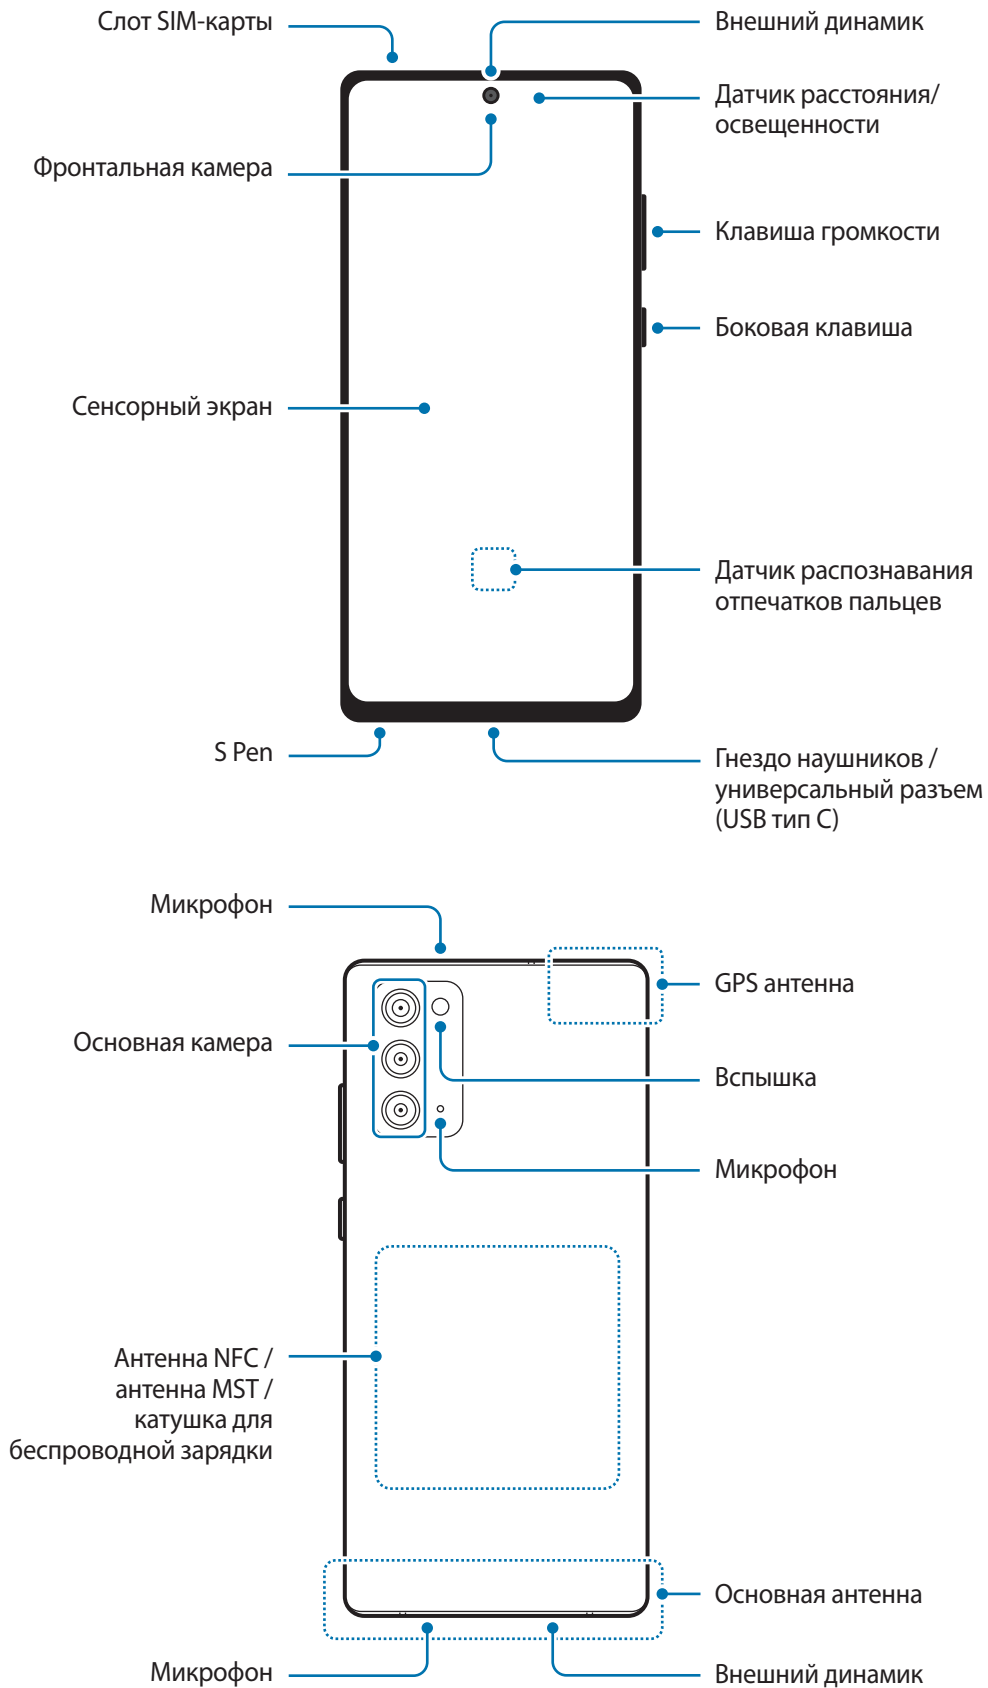 Слот SIM-карты
Внешний динамик
Датчик расстояния/
освещенности
Фронтальная камера
Клавиша громкости
Боковая клавиша
Сенсорный экран
Датчик распознавания
отпечатков пальцев
S Pen
Гнездо наушников /
универсальный разъем
(USB тип C)
Микрофон
GPS антенна
Основная камера
Вспышка
Микрофон
Антенна NFC /
антенна MST /
катушка для
беспроводной зарядки
Основная антенна
Микрофон
Внешний динамик